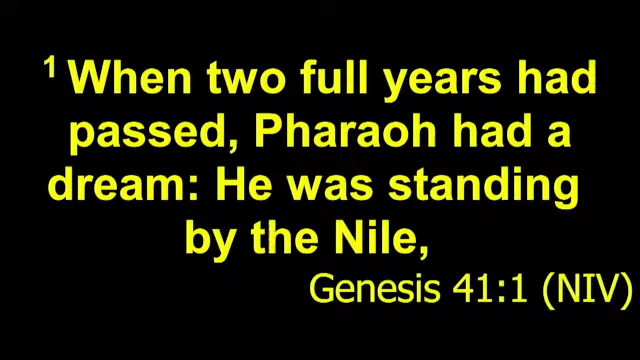 1 When two full years had
passed, Pharaoh had a
dream: He was standing
by the Nile,
Genesis 41:1 (NIV)